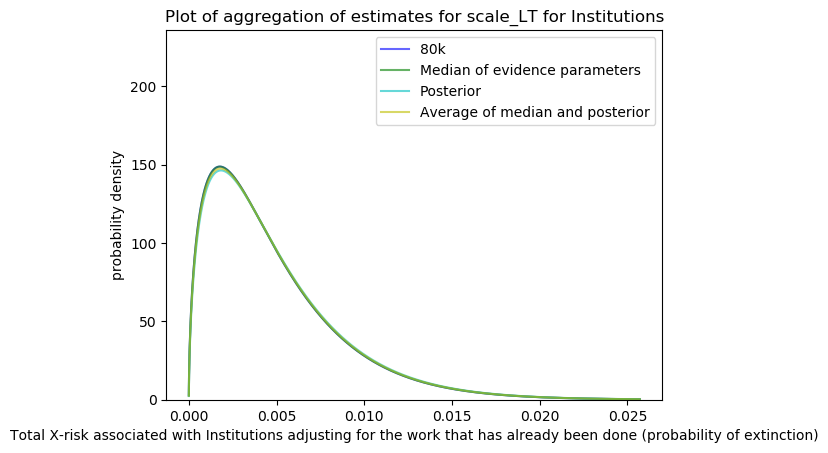 Plot of aggregation of estimates for scale_LT for Institutions
80k
Median of evidence parameters
Posterior
Average of median and posterior
probability density
200
150
100
50
0
0.000 0.005 0.010 0.015 0.020 0.025
Total X-risk associated with Institutions adjusting for the work that has already been done (probability of extinction)